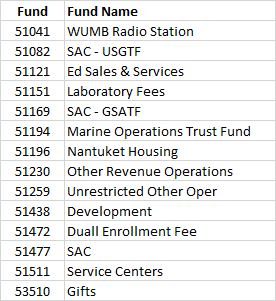 Fund Fund Name
51041 WUMB Radio Station
51082 SAC - USGTF
51121 Ed Sales & Services
51151 Laboratory Fees
51169 SAC - GSATF
51194 Marine Operations Trust Fund
51196 Nantuket Housing
51230 Other Revenue Operations
51259 Unrestricted Other Oper
51438 Development
51472 Duall Enrollment Fee
51477 SAC
51511 Service Centers
53510 Gifts